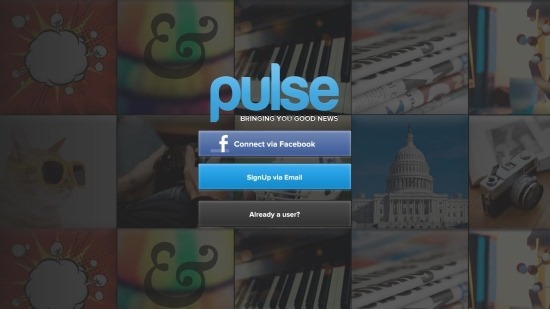 &
pulse
BRINGING YOU GOOD NEWS
f Connect via Facebook
SignUp via Email
Already a user?
&